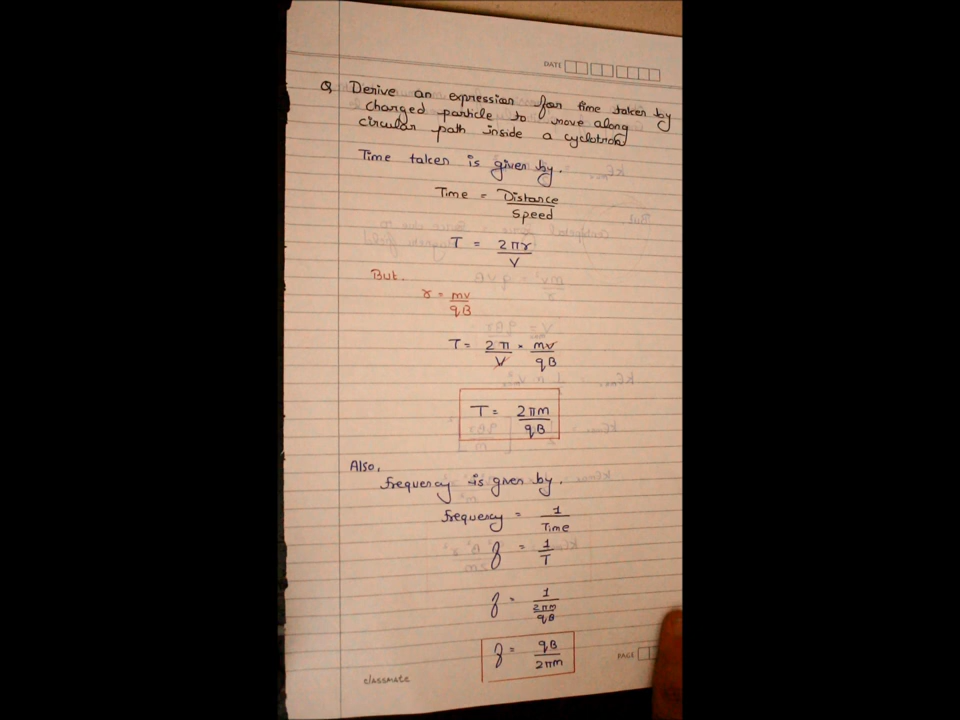 DATE
Q Derive an expression for time taken by
charged particle to move along
circular path inside a cyclotron
Time taken is given by.
Time = Distance / Speed
T = 2πr / V
But.
r = mv / qB
T = 2π / V × mv / qB
T = 2πm / qB
Also,
frequency is given by.
frequency = 1 / Time
f = 1 / T
f = 1 / (2πm / qB)
f = qB / 2πm
PAGE
classmate